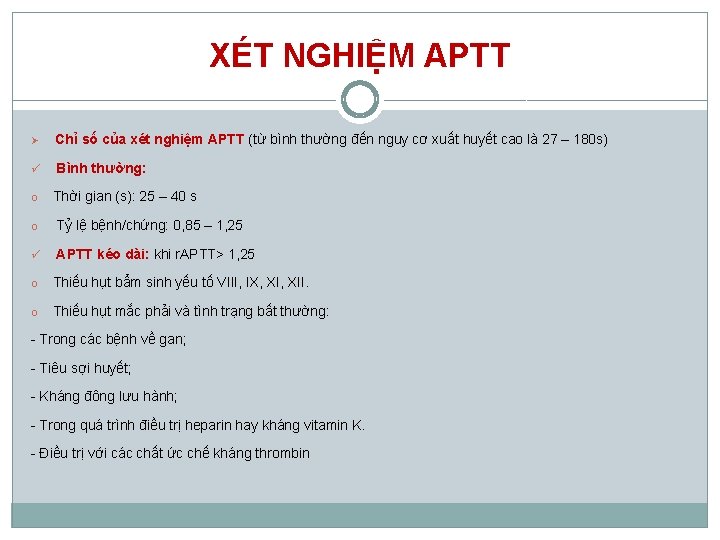 XÉT NGHIỆM APTT
➢ Chỉ số của xét nghiệm APTT (từ bình thường đến nguy cơ xuất huyết cao là 27 – 180s)
✓ Bình thường:
o Thời gian (s): 25 – 40 s
o Tỷ lệ bệnh/chứng: 0,85 – 1,25
✓ APTT kéo dài: khi rAPTT> 1,25
o Thiếu hụt bẩm sinh yếu tố VIII, IX, XI, XII.
o Thiếu hụt mắc phải và tình trạng bất thường:
- Trong các bệnh về gan;
- Tiêu sợi huyết;
- Kháng đông lưu hành;
- Trong quá trình điều trị heparin hay kháng vitamin K.
- Điều trị với các chất ức chế kháng thrombin